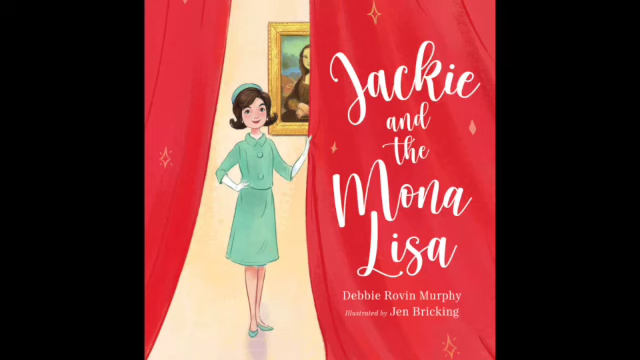 Jackie
and
the
Mona
Lisa
Debbie Rovin Murphy
Illustrated by Jen Bricking